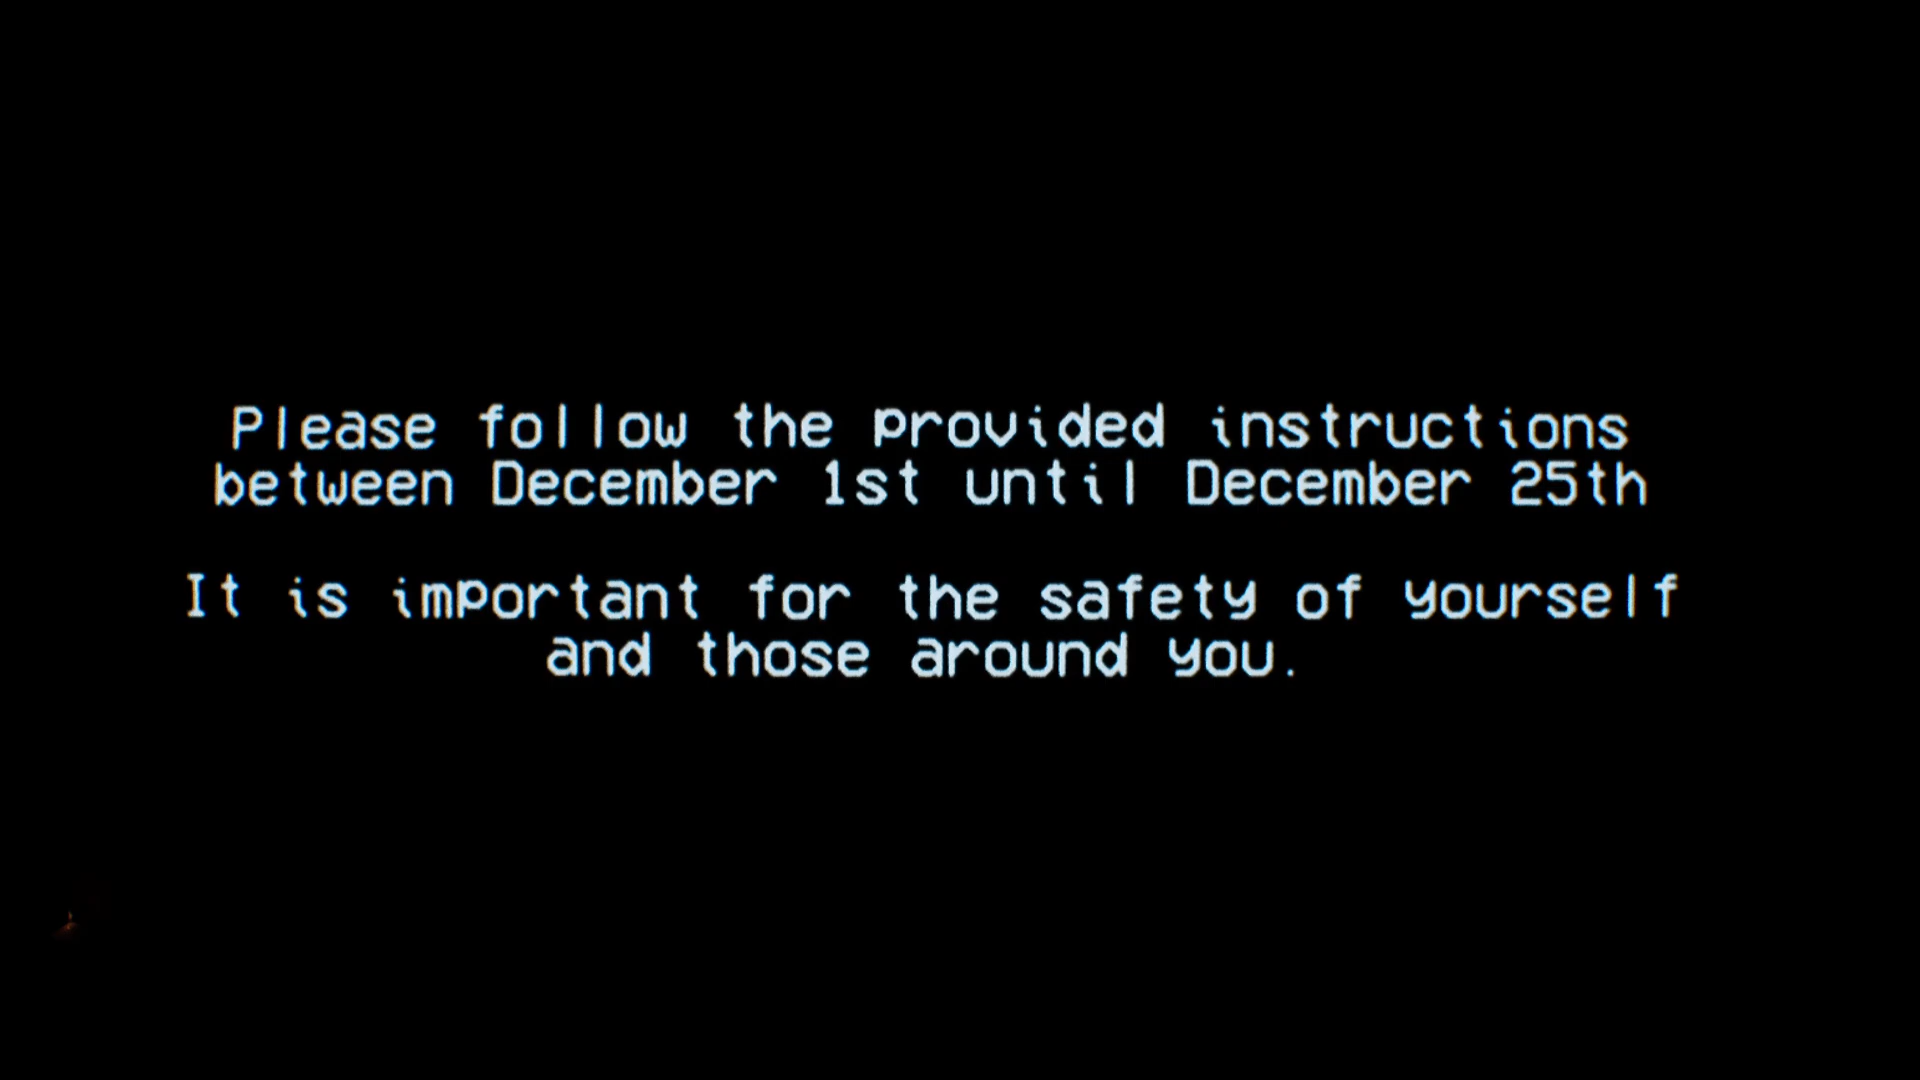 Please follow the provided instructions
between December 1st until December 25th
It is important for the safety of yourself
and those around you.